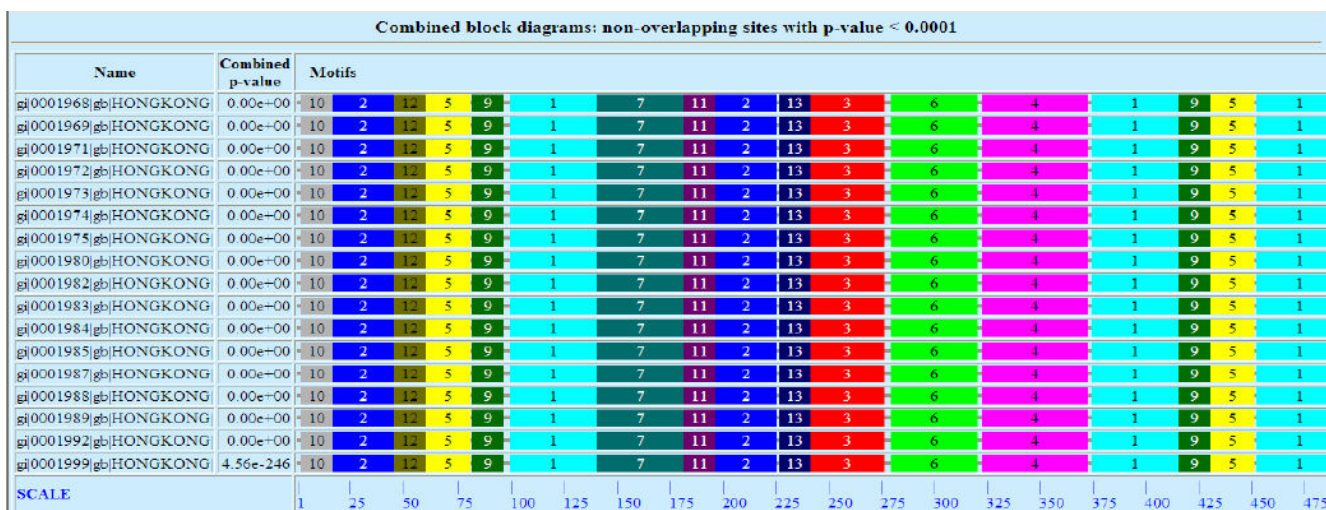 Combined block diagrams: non-overlapping sites with p-value < 0.0001
Name Combined p-value Motifs
gi|0001968|gb|HONGKONG| 0.00e+00 10 2 12 5 9 1 7 11 2 13 3 6 4 1 9 5 1
gi|0001969|gb|HONGKONG| 0.00e+00 10 2 12 5 9 1 7 11 2 13 3 6 4 1 9 5 1
gi|0001971|gb|HONGKONG| 0.00e+00 10 2 12 5 9 1 7 11 2 13 3 6 4 1 9 5 1
gi|0001972|gb|HONGKONG| 0.00e+00 10 2 12 5 9 1 7 11 2 13 3 6 4 1 9 5 1
gi|0001973|gb|HONGKONG| 0.00e+00 10 2 12 5 9 1 7 11 2 13 3 6 4 1 9 5 1
gi|0001974|gb|HONGKONG| 0.00e+00 10 2 12 5 9 1 7 11 2 13 3 6 4 1 9 5 1
gi|0001975|gb|HONGKONG| 0.00e+00 10 2 12 5 9 1 7 11 2 13 3 6 4 1 9 5 1
gi|0001980|gb|HONGKONG| 0.00e+00 10 2 12 5 9 1 7 11 2 13 3 6 4 1 9 5 1
gi|0001982|gb|HONGKONG| 0.00e+00 10 2 12 5 9 1 7 11 2 13 3 6 4 1 9 5 1
gi|0001983|gb|HONGKONG| 0.00e+00 10 2 12 5 9 1 7 11 2 13 3 6 4 1 9 5 1
gi|0001984|gb|HONGKONG| 0.00e+00 10 2 12 5 9 1 7 11 2 13 3 6 4 1 9 5 1
gi|0001985|gb|HONGKONG| 0.00e+00 10 2 12 5 9 1 7 11 2 13 3 6 4 1 9 5 1
gi|0001987|gb|HONGKONG| 0.00e+00 10 2 12 5 9 1 7 11 2 13 3 6 4 1 9 5 1
gi|0001988|gb|HONGKONG| 0.00e+00 10 2 12 5 9 1 7 11 2 13 3 6 4 1 9 5 1
gi|0001989|gb|HONGKONG| 0.00e+00 10 2 12 5 9 1 7 11 2 13 3 6 4 1 9 5 1
gi|0001992|gb|HONGKONG| 0.00e+00 10 2 12 5 9 1 7 11 2 13 3 6 4 1 9 5 1
gi|0001999|gb|HONGKONG| 4.56e-246 10 2 12 5 9 1 7 11 2 13 3 6 4 1 9 5 1
SCALE 1 25 50 75 100 125 150 175 200 225 250 275 300 325 350 375 400 425 450 475